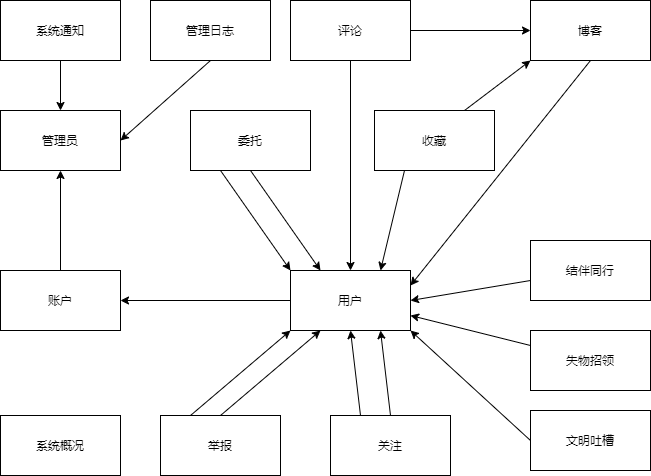 系统通知
管理日志
评论
博客
管理员
委托
收藏
账户
用户
结伴同行
失物招领
系统概况
举报
关注
文明吐槽